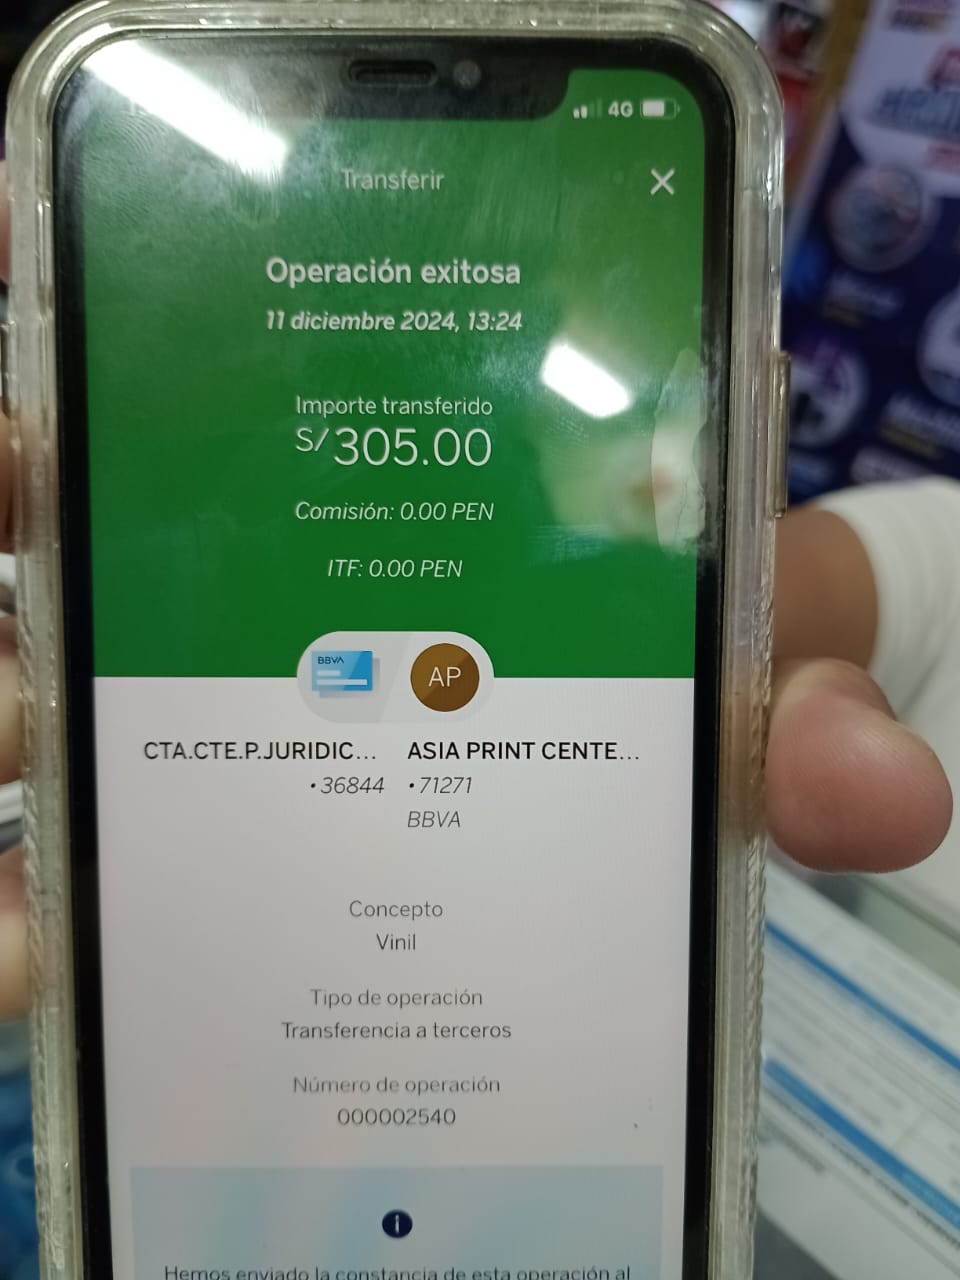 4G
Transferir
Operación exitosa
11 diciembre 2024, 13:24
Importe transferido
S/305.00
Comisión: 0.00 PEN
ITF: 0.00 PEN
BBVA
AP
CTA.CTE.P.JURIDIC... ASIA PRINT CENTE...
•36844 •71271
BBVA
Concepto
Vinil
Tipo de operación
Transferencia a terceros
Número de operación
000002540
Hemos enviado la constancia de esta operación al